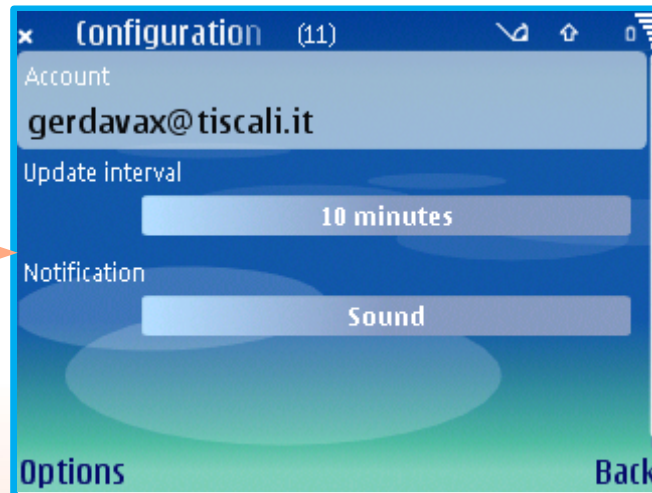 × Configuration (11)
Account
gerdavax@tiscali.it
Update interval
10 minutes
Notification
Sound
Options Back